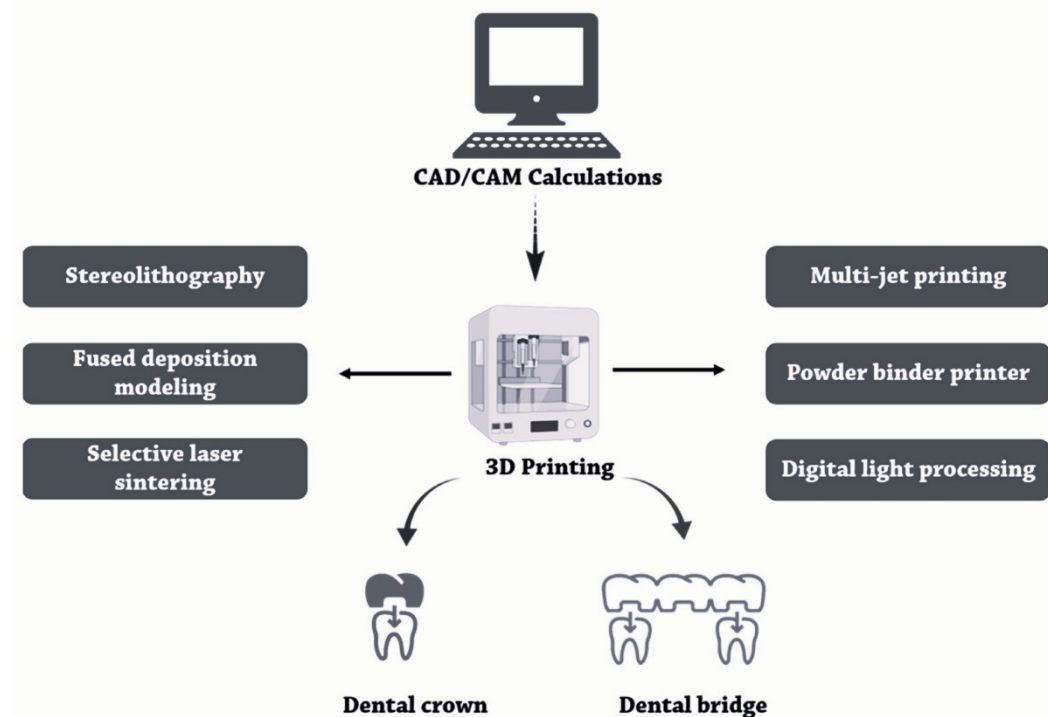 CAD/CAM Calculations
Stereolithography
Fused deposition
modeling
Selective laser
sintering
Multi-jet printing
Powder binder printer
Digital light processing
3D Printing
Dental crown
Dental bridge